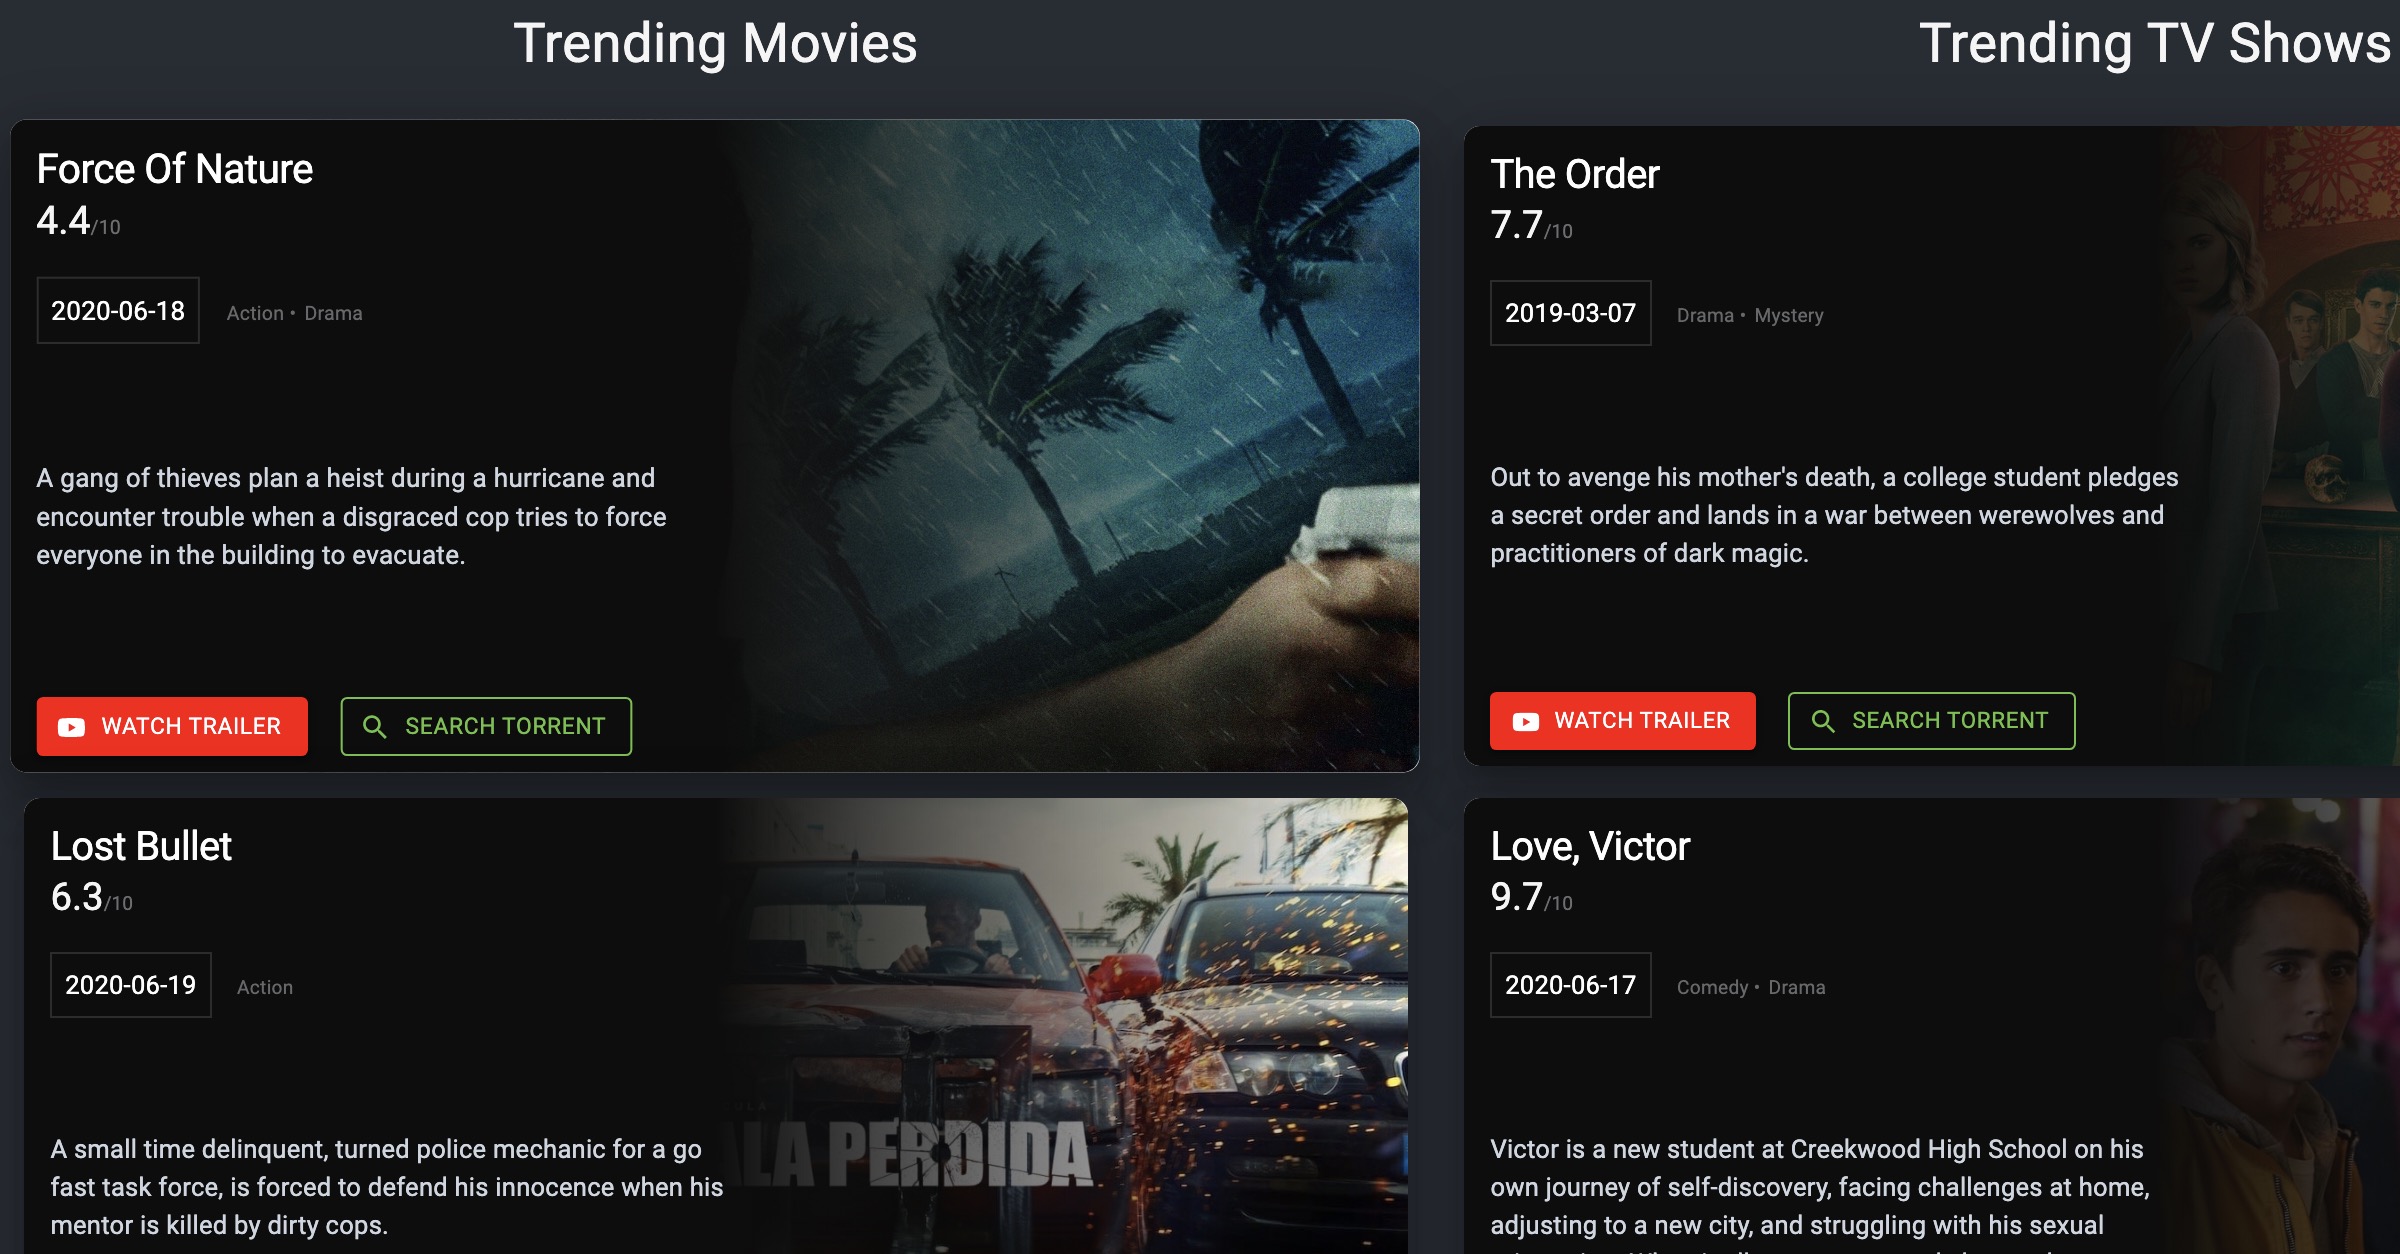 Trending Movies
Trending TV Shows
Force Of Nature
4.4/10
2020-06-18 Action • Drama
A gang of thieves plan a heist during a hurricane and
encounter trouble when a disgraced cop tries to force
everyone in the building to evacuate.
WATCH TRAILER SEARCH TORRENT
The Order
7.7/10
2019-03-07 Drama • Mystery
Out to avenge his mother's death, a college student pledges
a secret order and lands in a war between werewolves and
practitioners of dark magic.
WATCH TRAILER SEARCH TORRENT
Lost Bullet
6.3/10
2020-06-19 Action
A small time delinquent, turned police mechanic for a go
fast task force, is forced to defend his innocence when his
mentor is killed by dirty cops.
PERDIDA
Love, Victor
9.7/10
2020-06-17 Comedy • Drama
Victor is a new student at Creekwood High School on his
own journey of self-discovery, facing challenges at home,
adjusting to a new city, and struggling with his sexual